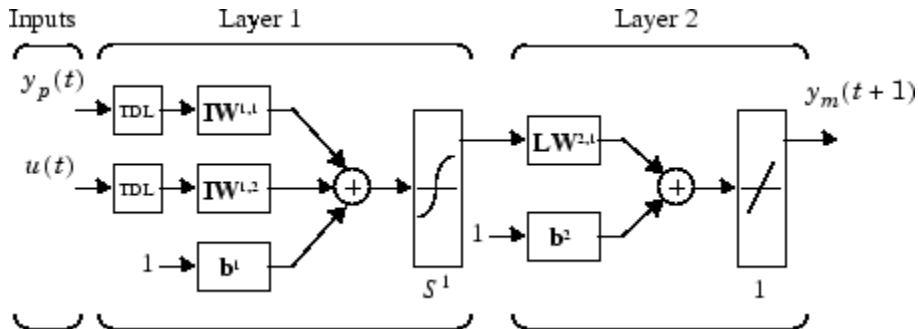 Inputs Layer 1 Layer 2
y_p(t) y_m(t+1)
TDL IW^{1,1} LW^{2,1}
u(t)
TDL IW^{1,2}
1 b^1 1 b^2
S^1 1